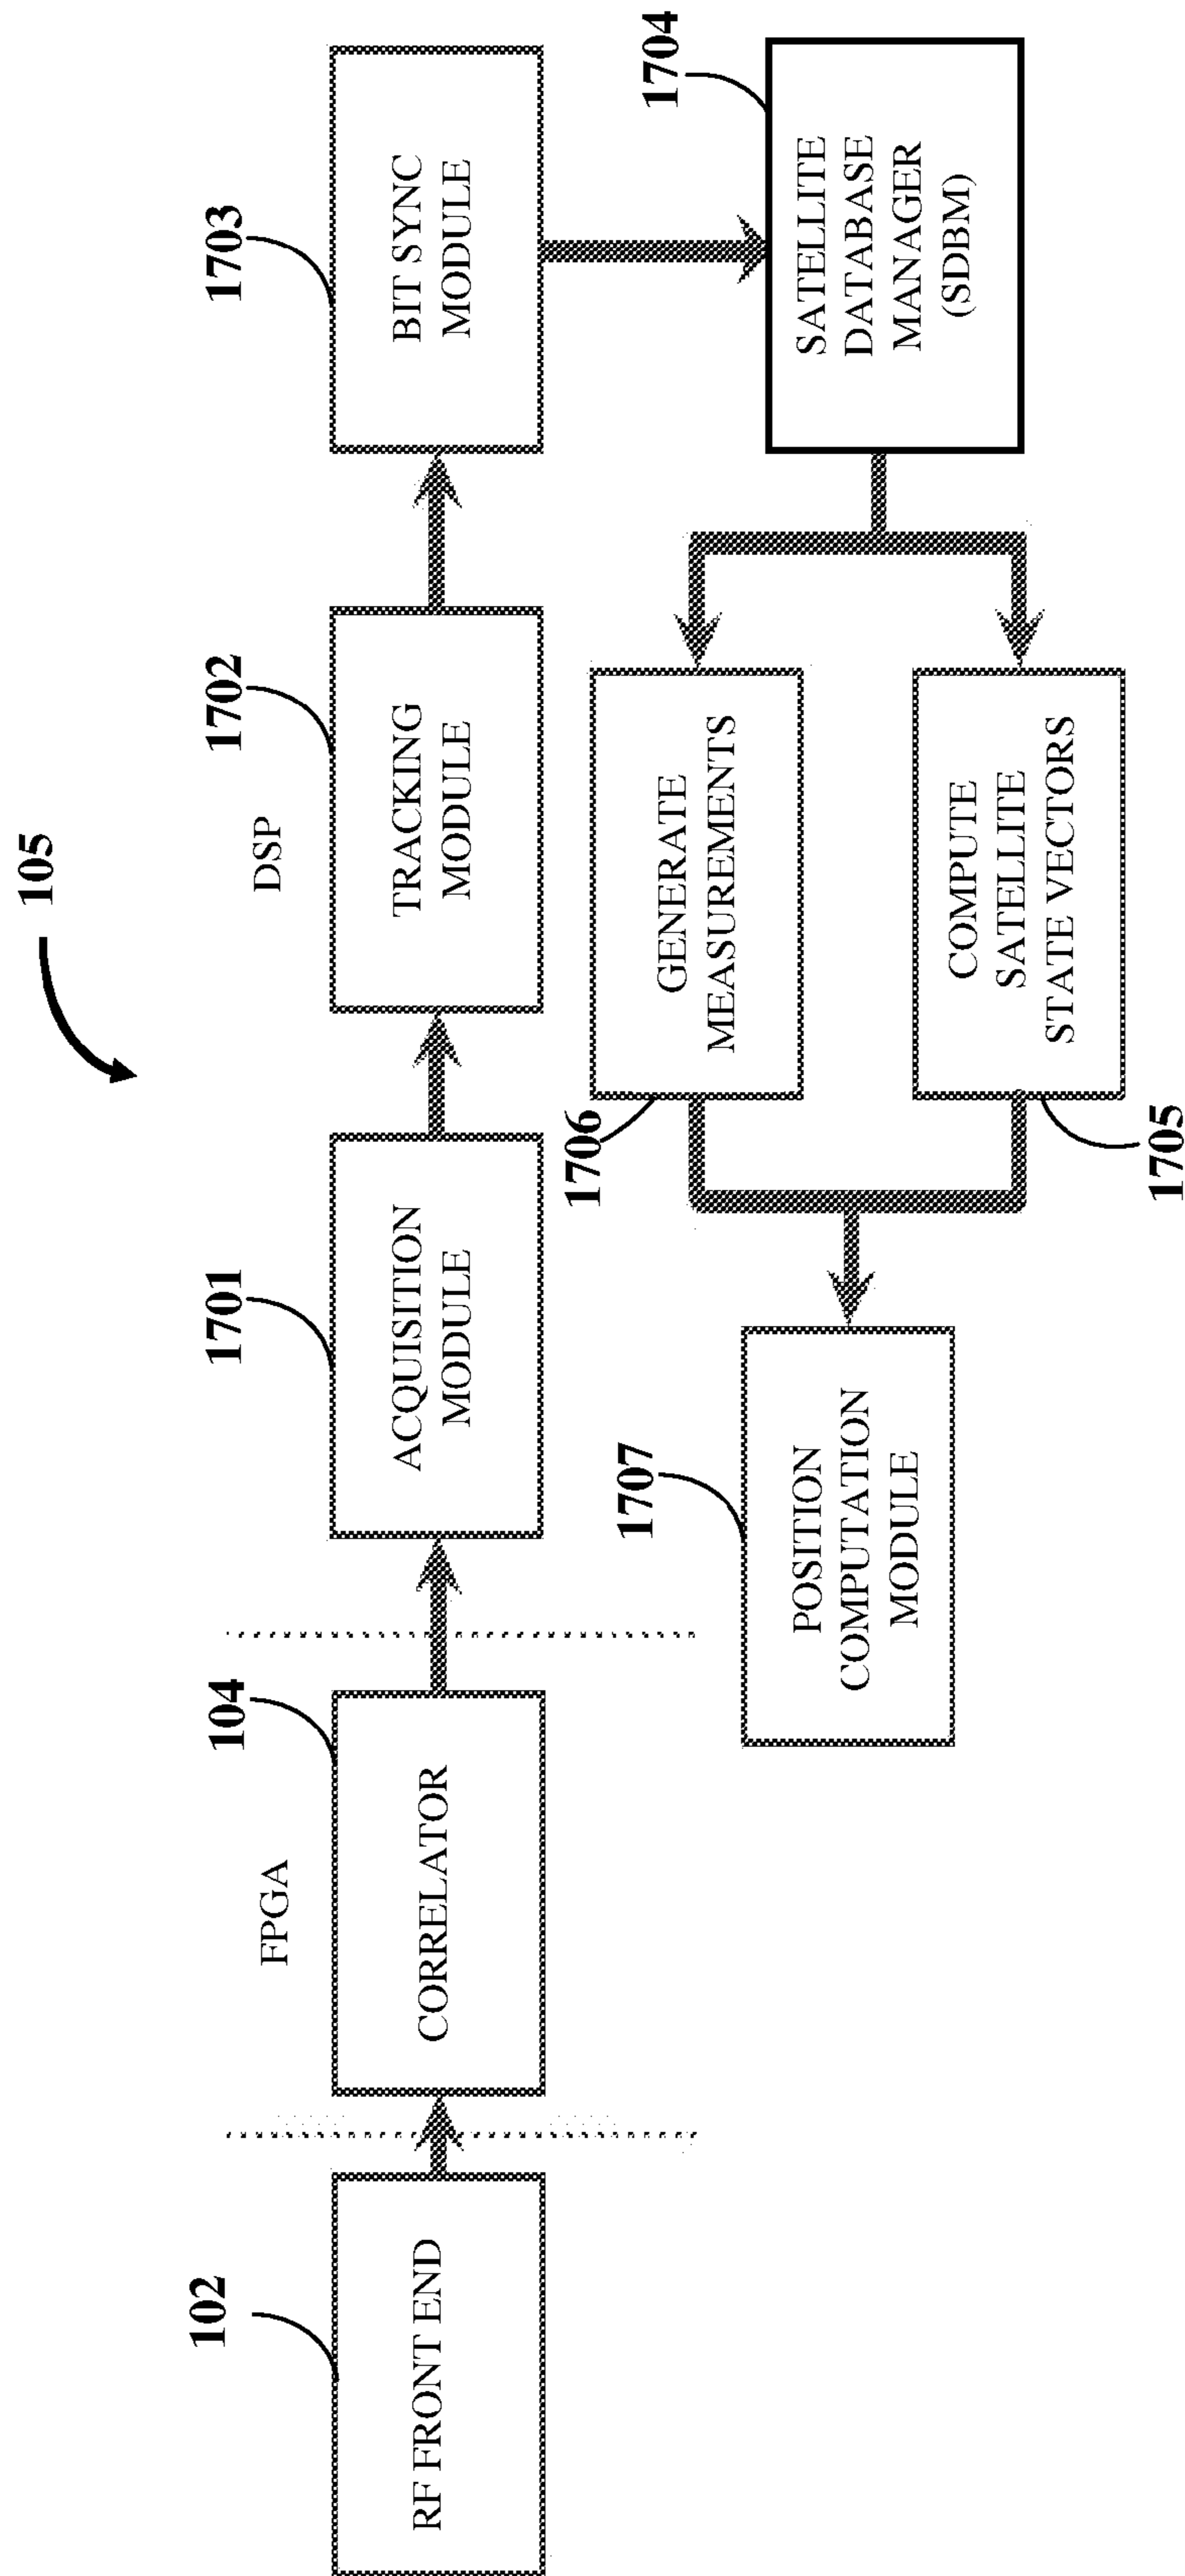 105
FPGA
DSP
102
RF FRONT END
104
CORRELATOR
1701
ACQUISITION
MODULE
1702
TRACKING
MODULE
1703
BIT SYNC
MODULE
1704
SATELLITE
DATABASE
MANAGER
(SDBM)
1706
GENERATE
MEASUREMENTS
1705
COMPUTE
SATELLITE
STATE VECTORS
1707
POSITION
COMPUTATION
MODULE